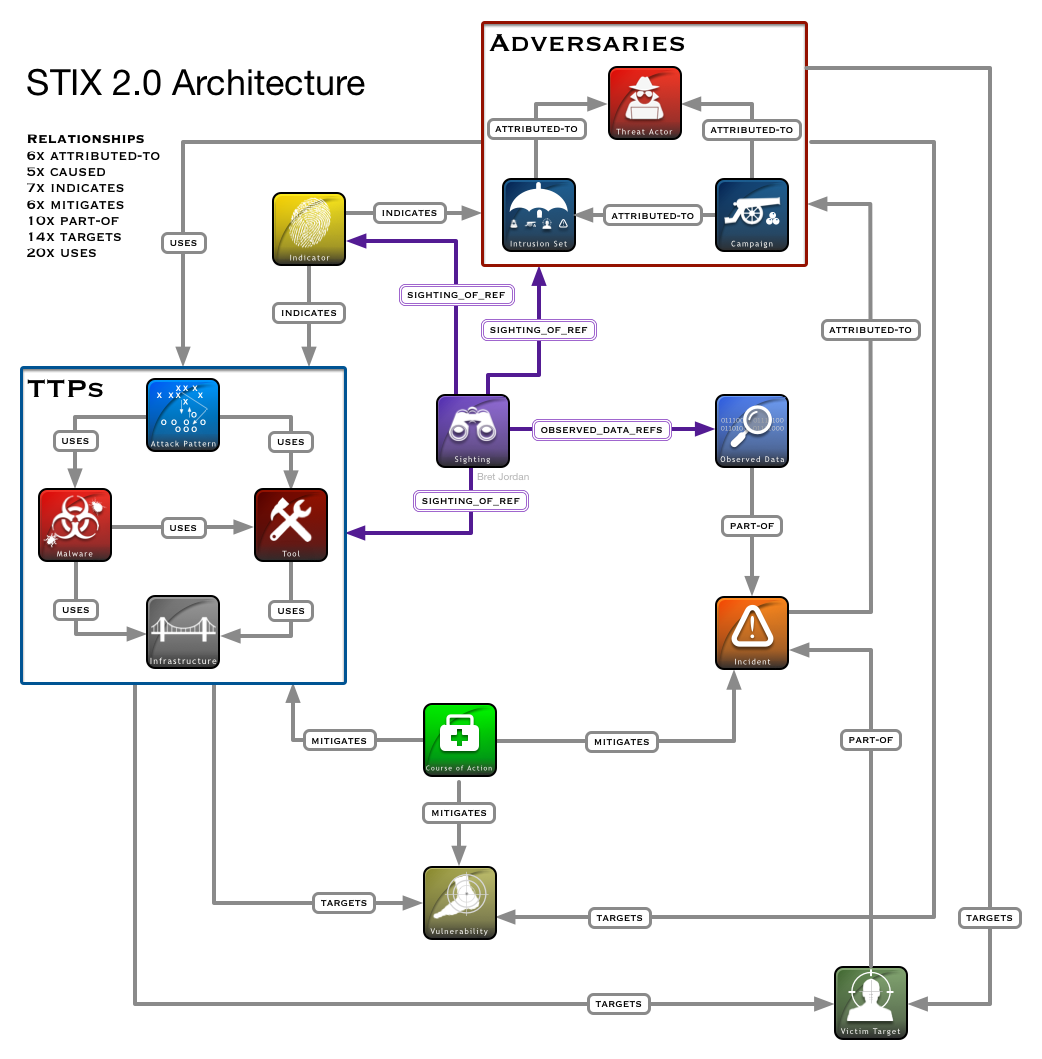 ADVERSARIES
STIX 2.0 Architecture
RELATIONSHIPS
6X ATTRIBUTED-TO
5X CAUSED
7X INDICATES
6X MITIGATES
10X PART-OF
14X TARGETS
20X USES
Threat Actor
ATTRIBUTED-TO
ATTRIBUTED-TO
INDICATES
ATTRIBUTED-TO
Intrusion Set
Campaign
USES
Indicator
SIGHTING_OF_REF
INDICATES
SIGHTING_OF_REF
ATTRIBUTED-TO
TTPS
X X X X
X X X
X
O O
O O O O
O O O
Attack Pattern
USES
USES
Sighting
OBSERVED_DATA_REFS
Observed Data
Bret Jordan
SIGHTING_OF_REF
USES
PART-OF
Malware
Tool
USES
USES
Infrastructure
Incident
MITIGATES
MITIGATES
PART-OF
Course of Action
MITIGATES
TARGETS
TARGETS
TARGETS
Vulnerability
TARGETS
Victim Target